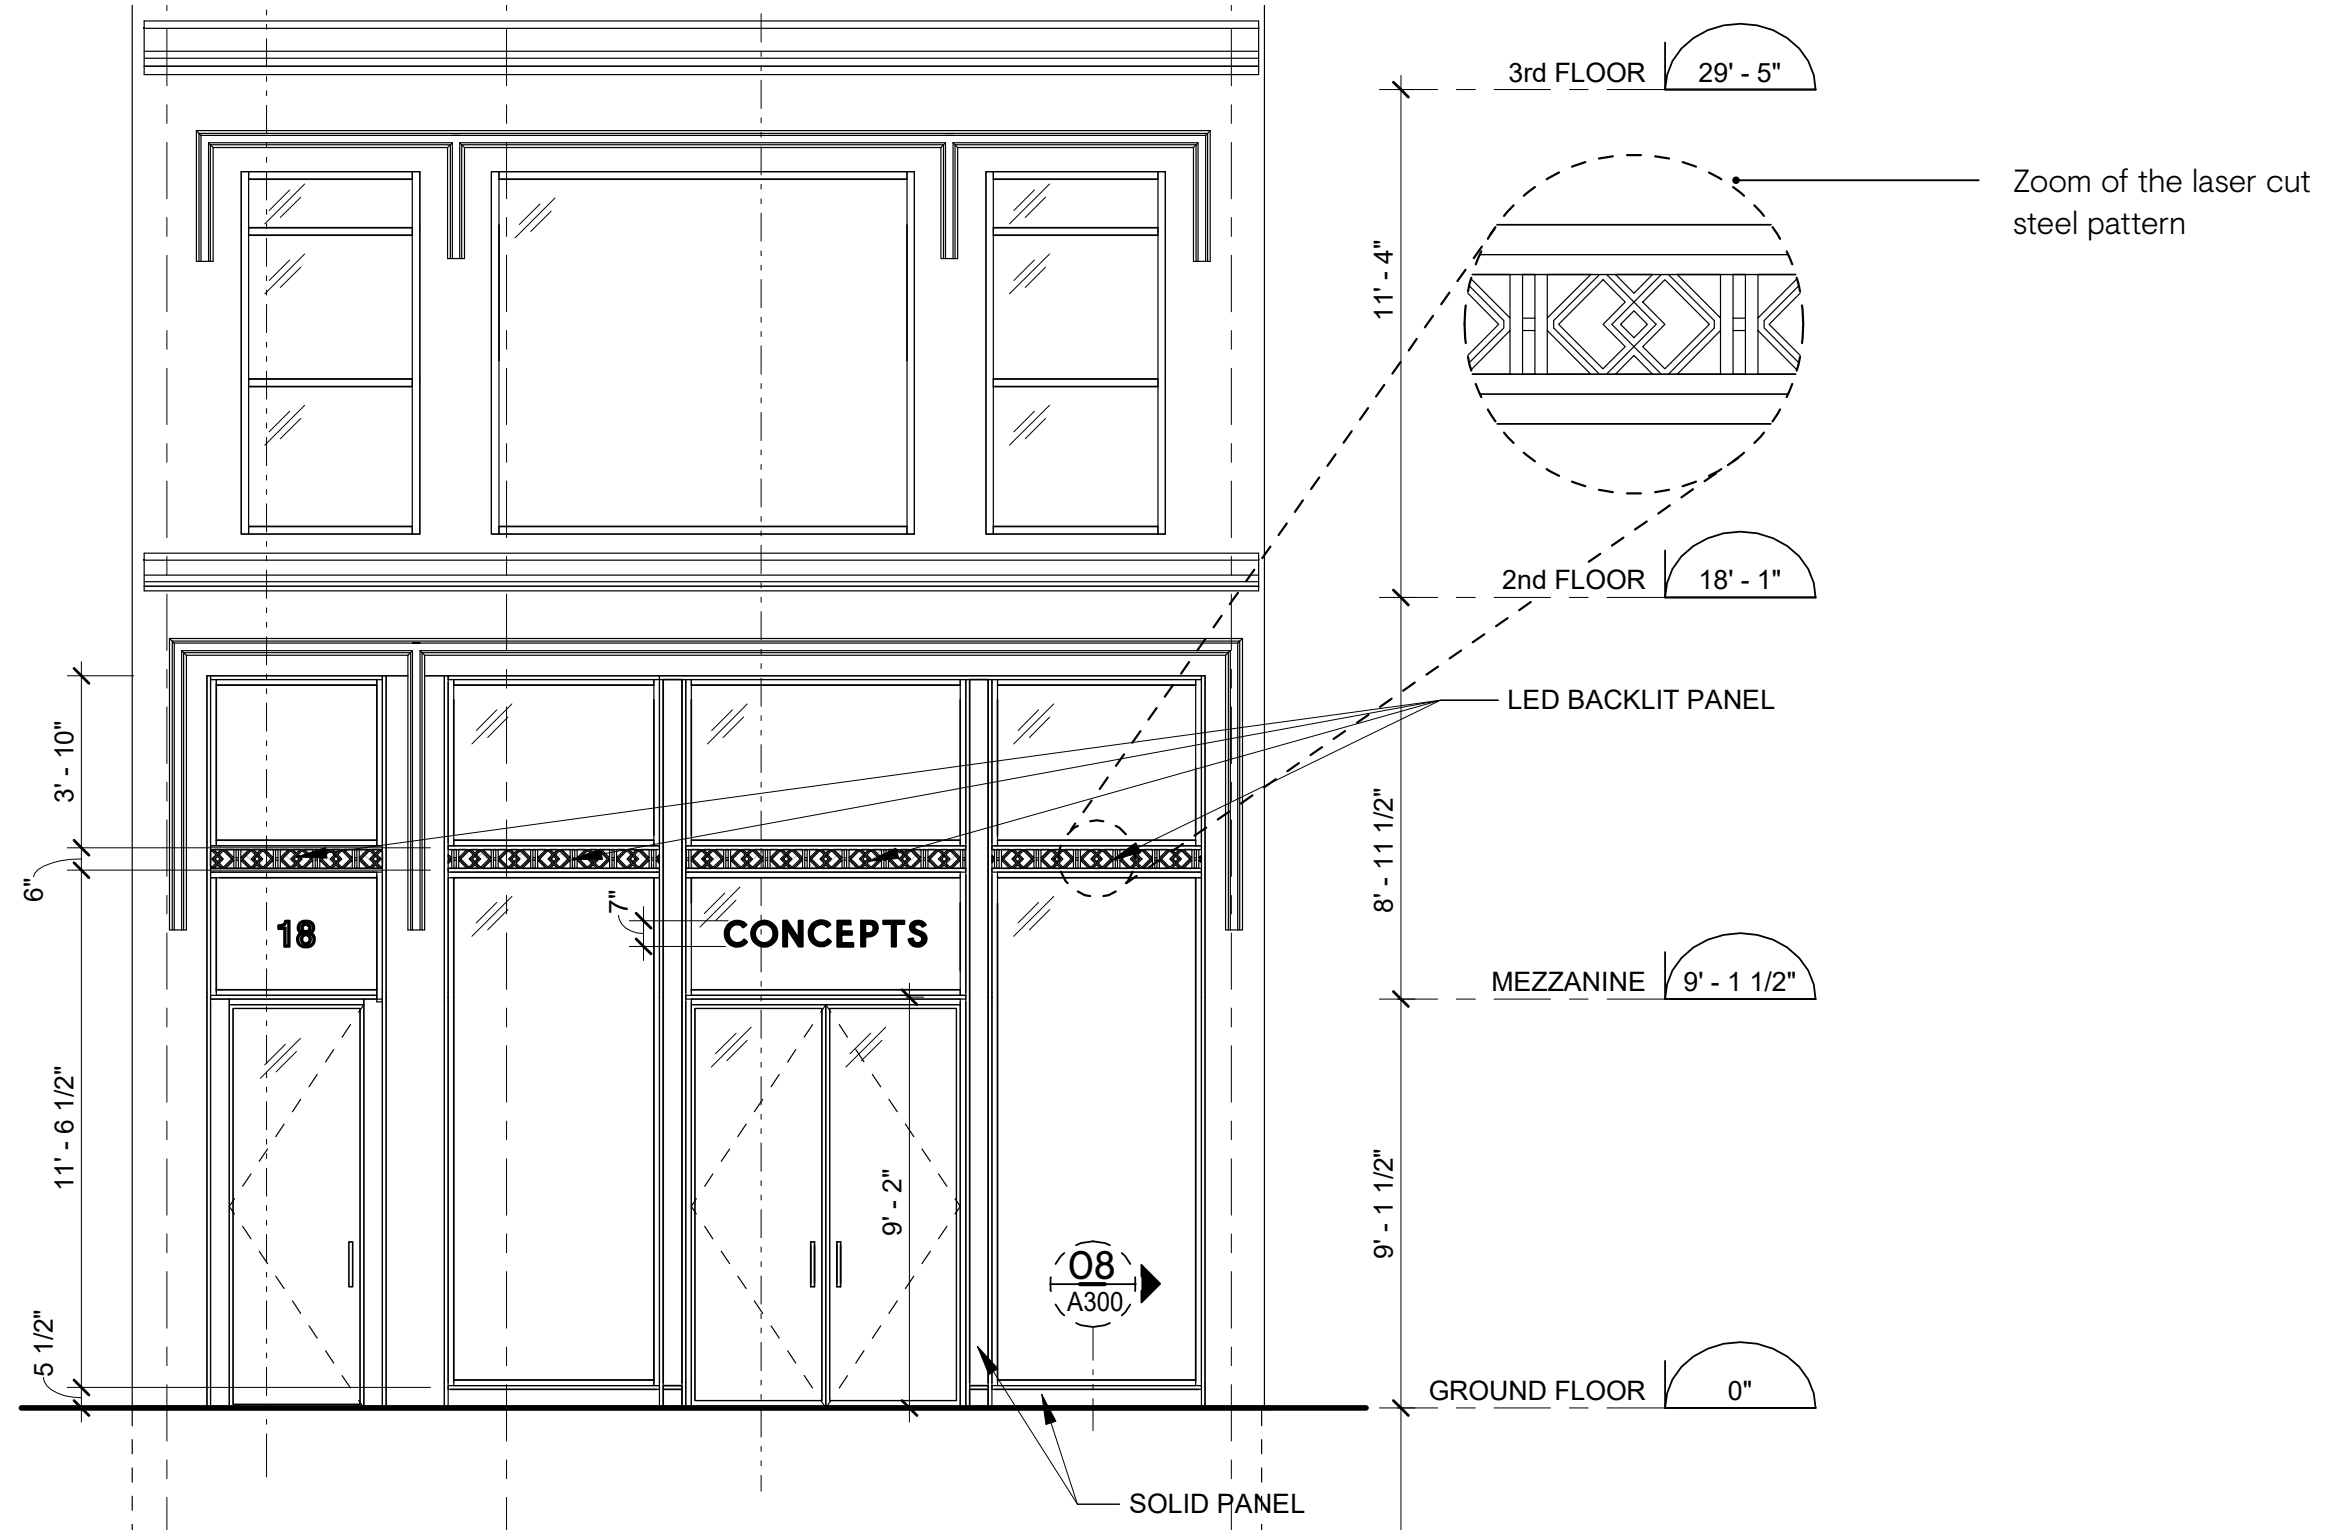 3rd FLOOR 29' - 5"
Zoom of the laser cut
steel pattern
11' - 4"
2nd FLOOR 18' - 1"
LED BACKLIT PANEL
3' - 10"
6"
8' - 11 1/2"
7"
18
CONCEPTS
MEZZANINE 9' - 1 1/2"
11' - 6 1/2"
9' - 2"
9' - 1 1/2"
08
A300
5 1/2"
GROUND FLOOR 0"
SOLID PANEL